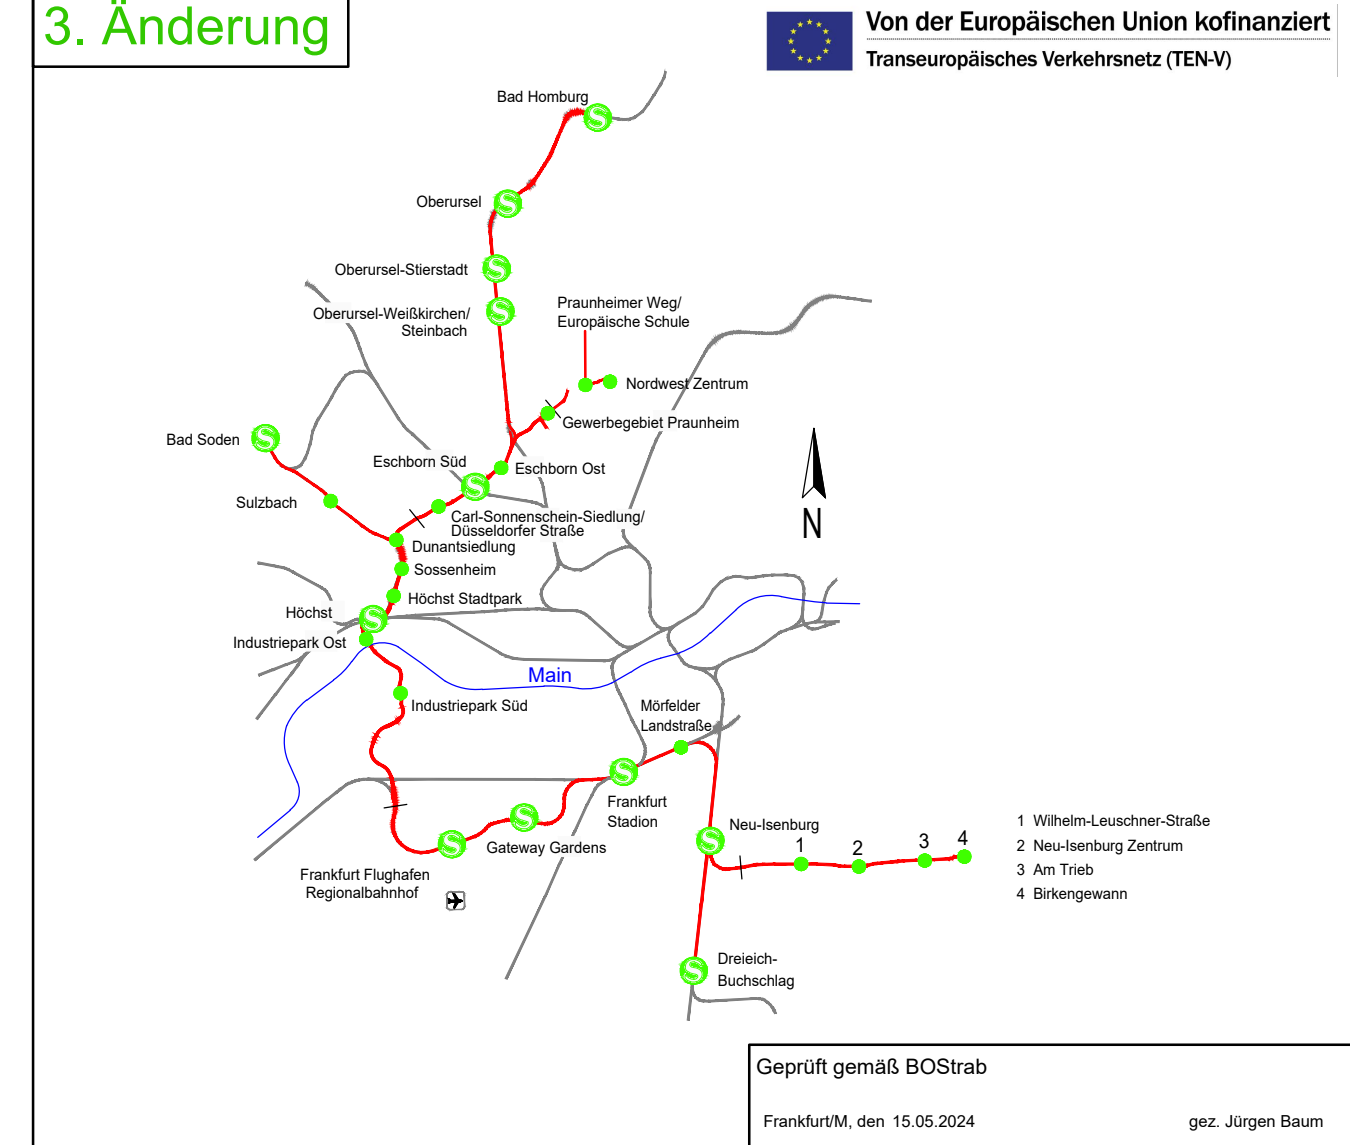 3. Änderung
Von der Europäischen Union kofinanziert
Transeuropäisches Verkehrsnetz (TEN-V)
Bad Homburg
S
Oberursel
S
Oberursel-Stierstadt
S
Oberursel-Weißkirchen/
Steinbach
S
Praunheimer Weg/
Europäische Schule
Nordwest Zentrum
Gewerbegebiet Praunheim
Bad Soden
S
Eschborn Süd
S
Eschborn Ost
Sulzbach
Carl-Sonnenschein-Siedlung/
Düsseldorfer Straße
N
Dunantsiedlung
Sossenheim
Höchst Stadtpark
Höchst
S
Industriepark Ost
Main
Industriepark Süd
Mörfelder
Landstraße
S
Frankfurt
Stadion
S
Gateway Gardens
S
Frankfurt Flughafen
Regionalbahnhof
Neu-Isenburg
S
1
2
3
4
1 Wilhelm-Leuschner-Straße
2 Neu-Isenburg Zentrum
3 Am Trieb
4 Birkengewann
S
Dreieich-
Buchschlag
Geprüft gemäß BOStrab
Frankfurt/M, den 15.05.2024
gez. Jürgen Baum